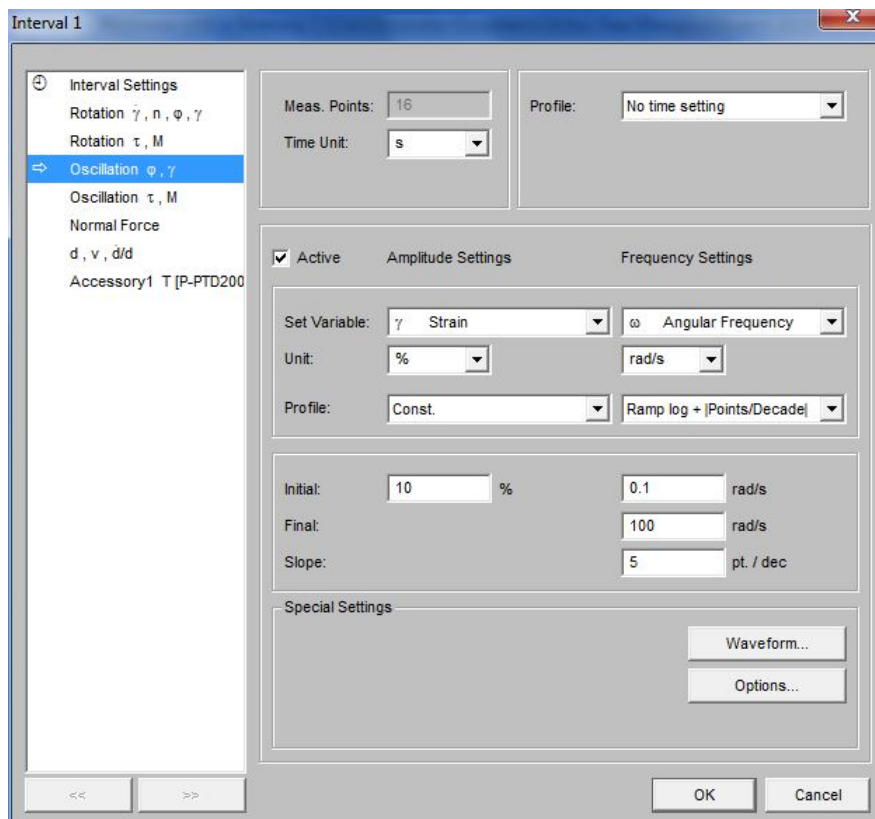 Interval 1
Interval Settings
Rotation γ̇ , n , φ , γ
Rotation τ , M
Oscillation φ , γ
Oscillation τ , M
Normal Force
d , v , ḋ/d
Accessory1 T [P-PTD200
Meas. Points: 16
Time Unit: s
Profile: No time setting
Active Amplitude Settings Frequency Settings
Set Variable: γ Strain ω Angular Frequency
Unit: % rad/s
Profile: Const. Ramp log + |Points/Decade|
Initial: 10 % 0.1 rad/s
Final: 100 rad/s
Slope: 5 pt. / dec
Special Settings
Waveform...
Options...
<< >> OK Cancel